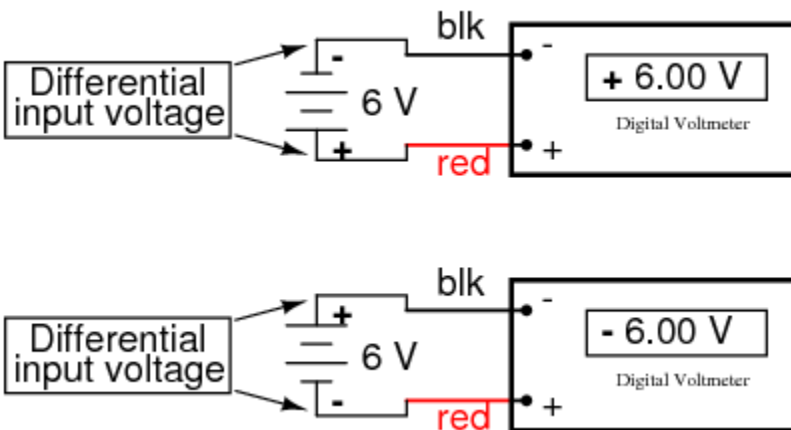 blk
-
Differential
input voltage
-
6 V
+ 6.00 V
Digital Voltmeter
+
red
+
blk
-
Differential
input voltage
+
6 V
- 6.00 V
Digital Voltmeter
-
red
+